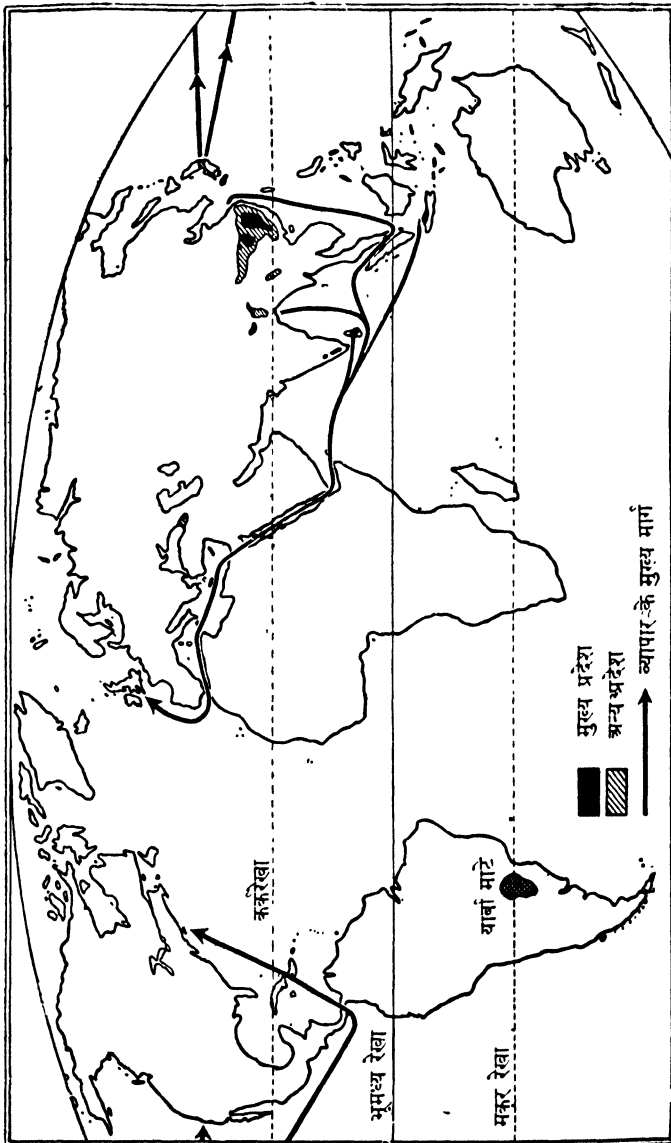 कर्करेखा
भूमध्य रेखा
मकर रेखा
यार्बा माटे
मुख्य प्रदेश
अन्य प्रदेश
व्यापार के मुख्य मार्ग